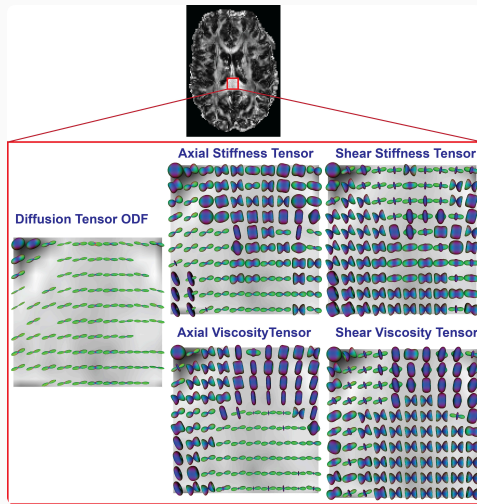 Axial Stiffness Tensor
Shear Stiffness Tensor
Diffusion Tensor ODF
Axial ViscosityTensor
Shear Viscosity Tensor